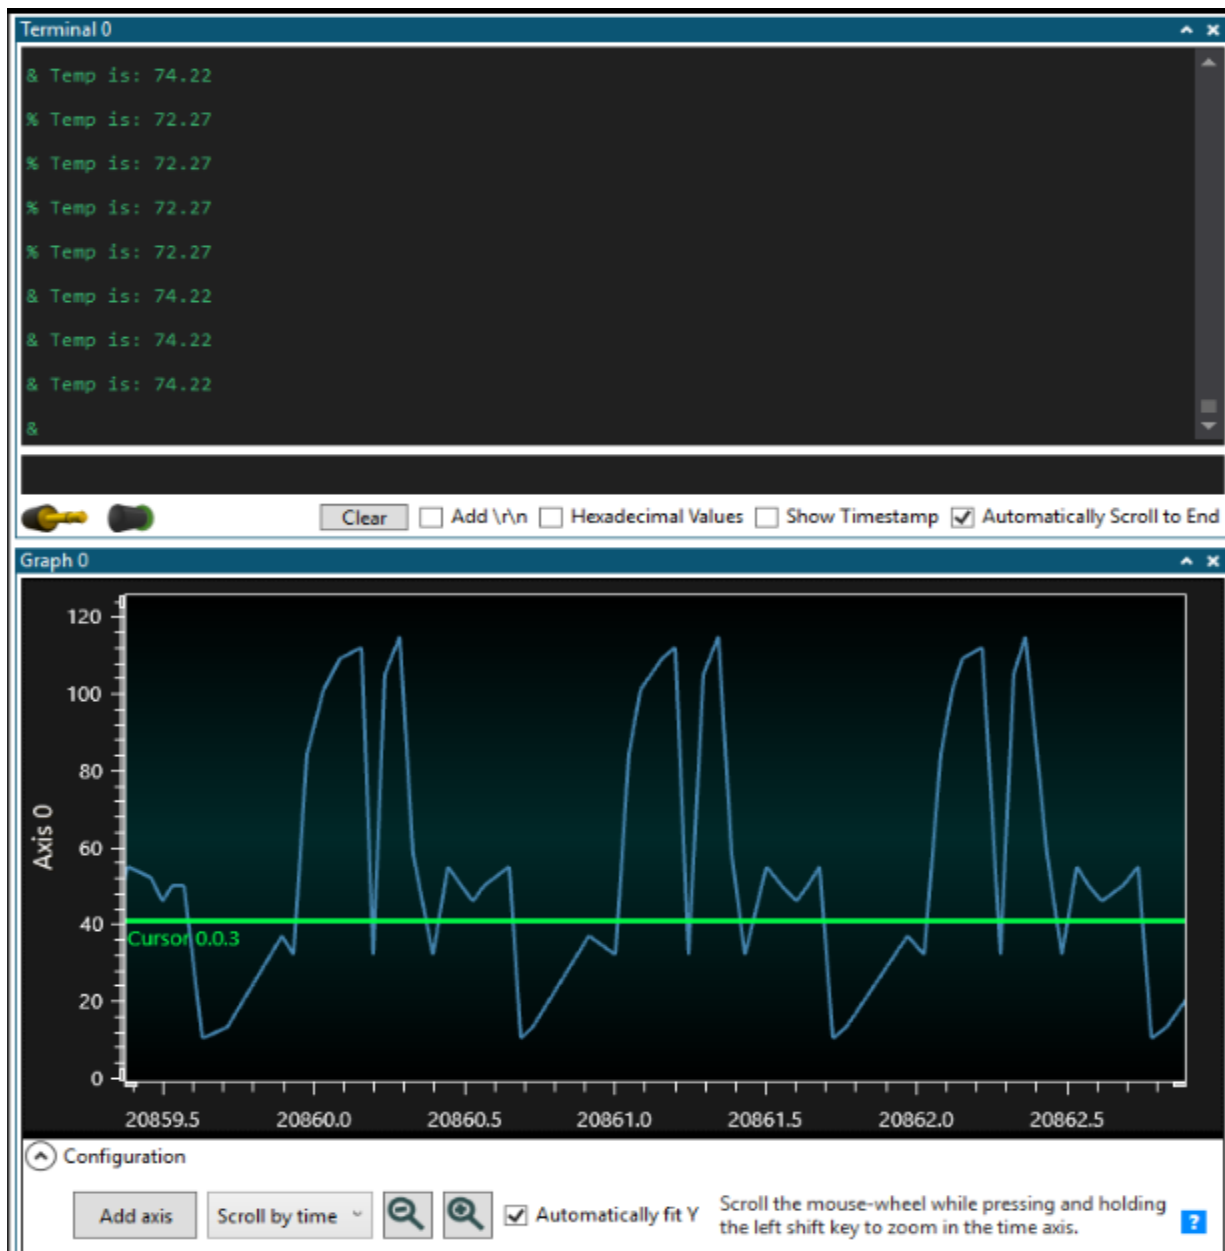 Terminal 0
& Temp is: 74.22
% Temp is: 72.27
% Temp is: 72.27
% Temp is: 72.27
% Temp is: 72.27
& Temp is: 74.22
& Temp is: 74.22
& Temp is: 74.22
&
Clear Add \r\n Hexadecimal Values Show Timestamp Automatically Scroll to End
Graph 0
120
100
80
60
40
20
0
Axis 0
Cursor 0.0.3
20859.5 20860.0 20860.5 20861.0 20861.5 20862.0 20862.5
Configuration
Add axis Scroll by time Automatically fit Y Scroll the mouse-wheel while pressing and holding
the left shift key to zoom in the time axis.
?